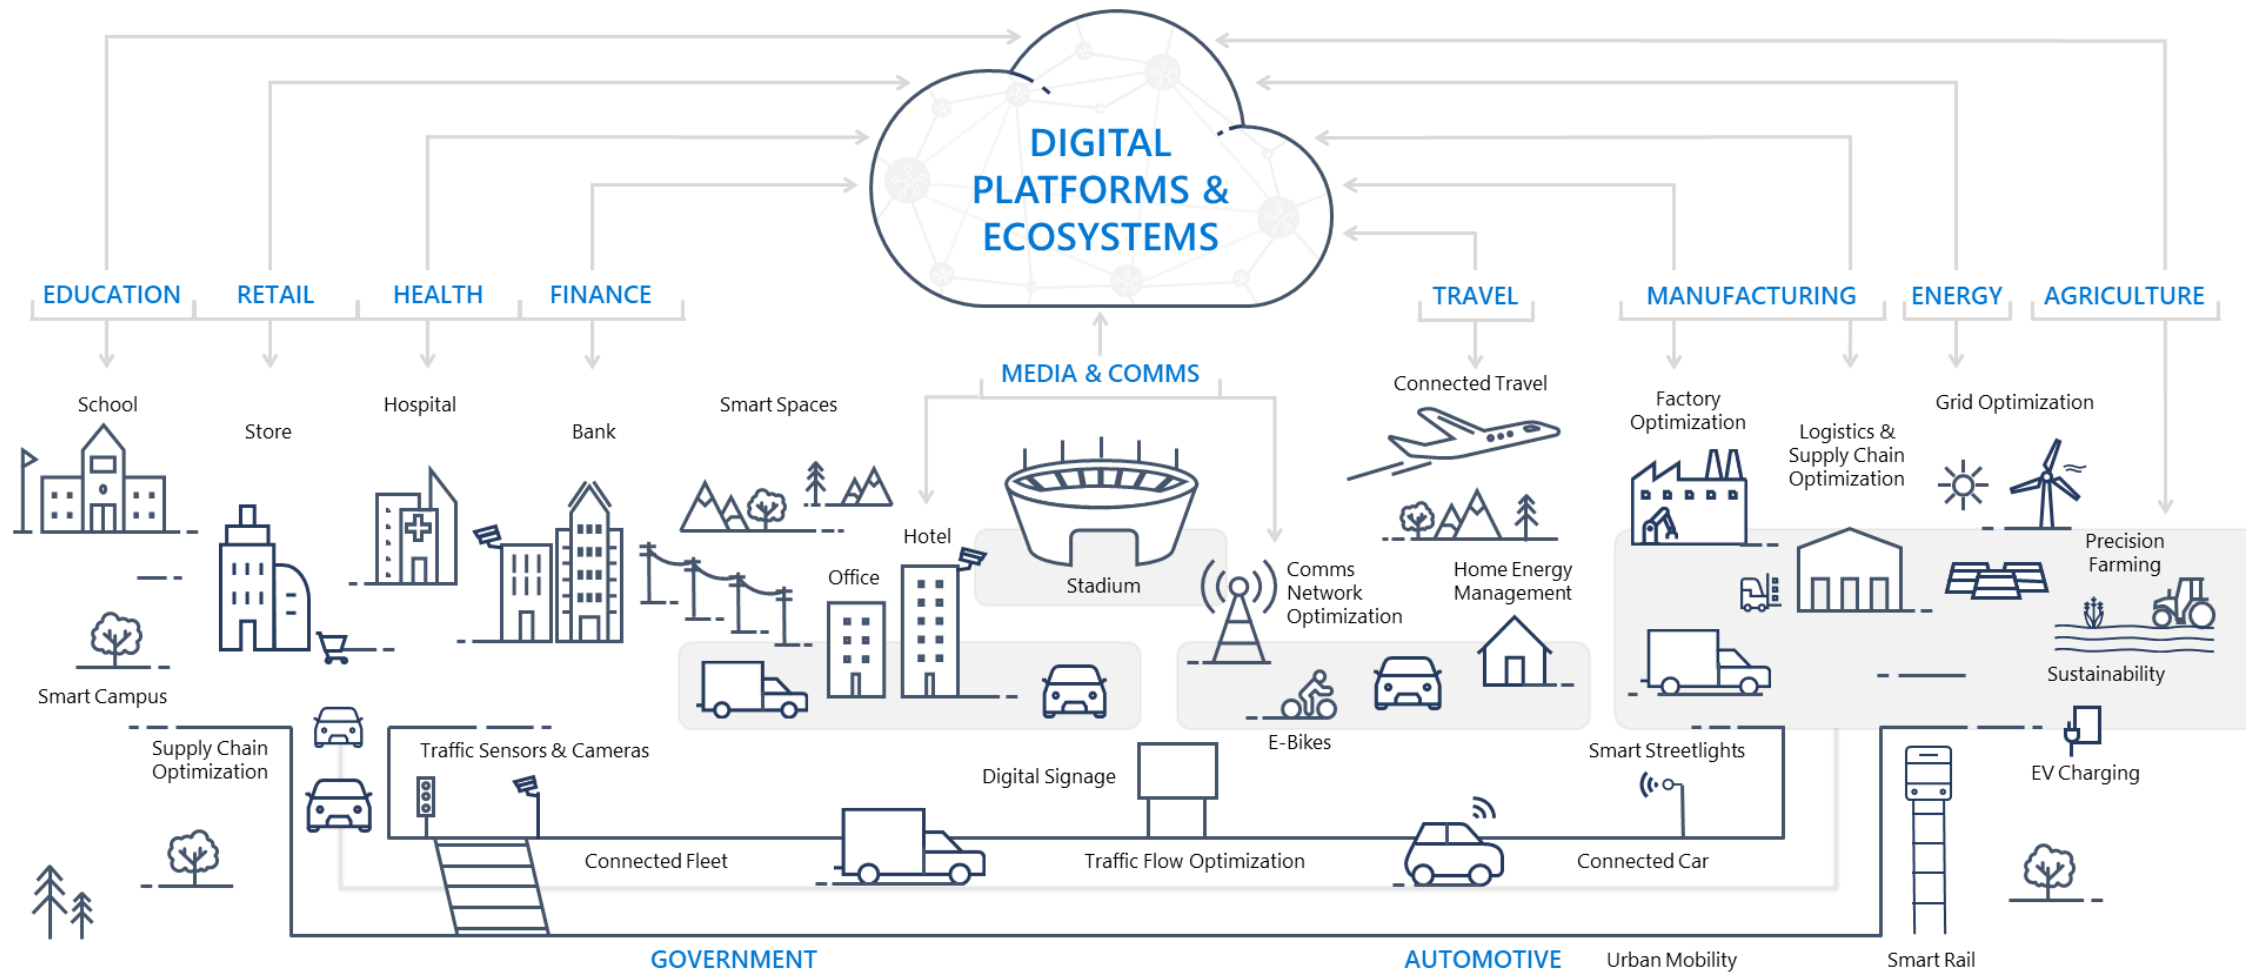 DIGITAL
PLATFORMS &
ECOSYSTEMS
EDUCATION
RETAIL
HEALTH
FINANCE
TRAVEL
MANUFACTURING
ENERGY
AGRICULTURE
MEDIA & COMMS
School
Store
Hospital
Bank
Smart Spaces
Connected Travel
Factory
Optimization
Logistics &
Supply Chain
Optimization
Grid Optimization
Hotel
Office
Stadium
Comms
Network
Optimization
Home Energy
Management
Precision
Farming
Sustainability
Smart Campus
Supply Chain
Optimization
Traffic Sensors & Cameras
Digital Signage
E-Bikes
Smart Streetlights
EV Charging
Connected Fleet
Traffic Flow Optimization
Connected Car
GOVERNMENT
AUTOMOTIVE
Urban Mobility
Smart Rail